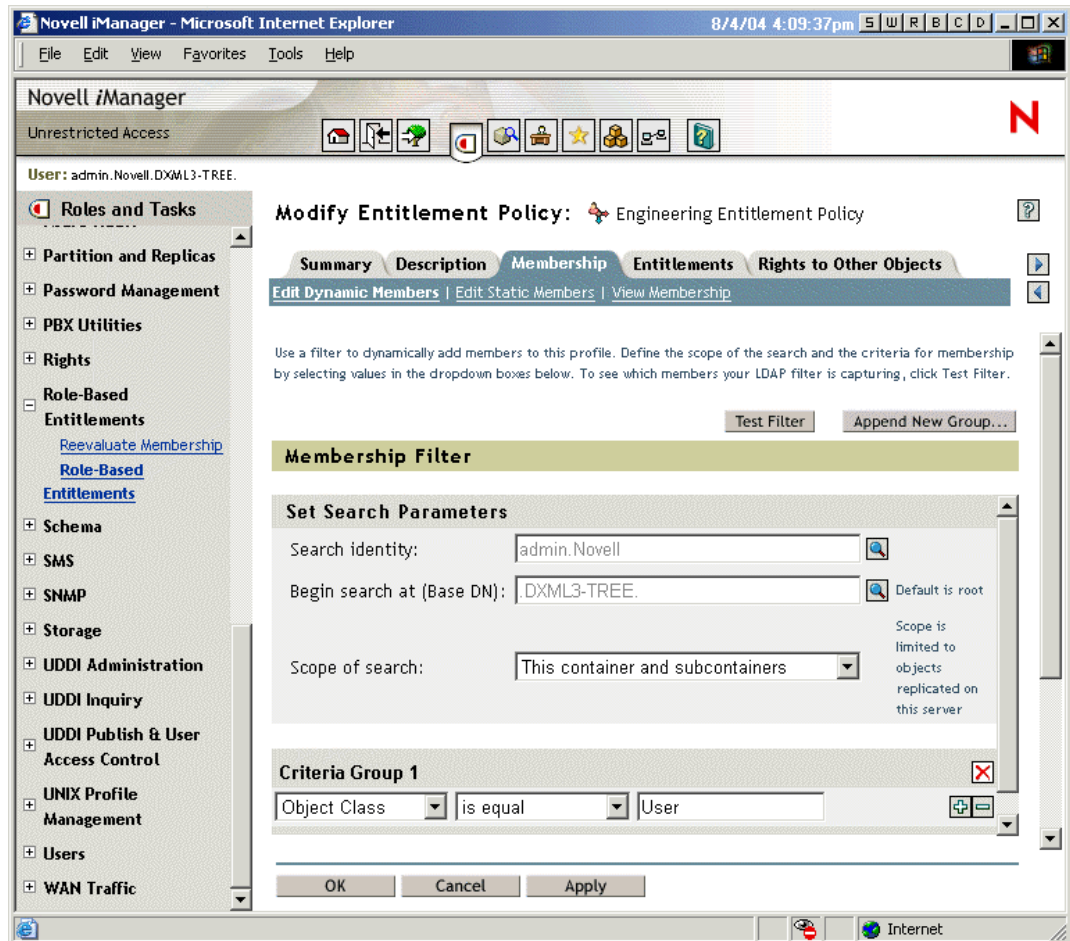 Novell iManager - Microsoft Internet Explorer 8/4/04 4:09:37pm S W R B C D
File Edit View Favorites Tools Help
Novell iManager
Unrestricted Access
N
User: admin.Novell.DXML3-TREE.
Roles and Tasks
Partition and Replicas
Password Management
PBX Utilities
Rights
Role-Based
Entitlements
Reevaluate Membership
Role-Based
Entitlements
Schema
SMS
SNMP
Storage
UDDI Administration
UDDI Inquiry
UDDI Publish & User
Access Control
UNIX Profile
Management
Users
WAN Traffic
Modify Entitlement Policy: Engineering Entitlement Policy
Summary Description Membership Entitlements Rights to Other Objects
Edit Dynamic Members | Edit Static Members | View Membership
Use a filter to dynamically add members to this profile. Define the scope of the search and the criteria for membership
by selecting values in the dropdown boxes below. To see which members your LDAP filter is capturing, click Test Filter.
Test Filter Append New Group...
Membership Filter
Set Search Parameters
Search identity: admin.Novell
Begin search at (Base DN): .DXML3-TREE. Default is root
Scope of search: This container and subcontainers
Scope is
limited to
objects
replicated on
this server
Criteria Group 1
Object Class is equal User
OK Cancel Apply
Internet